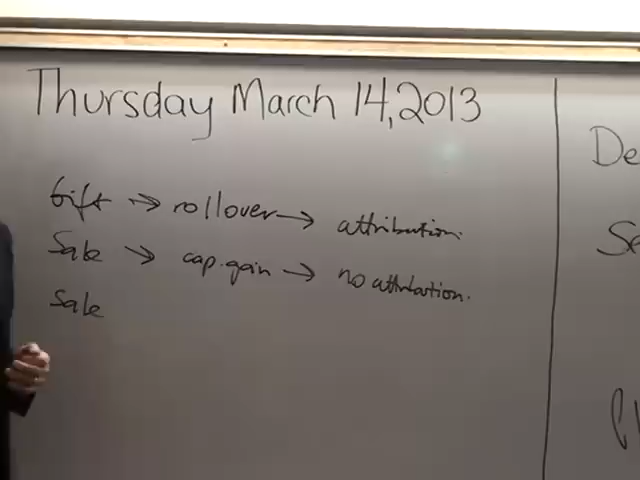 Thursday March 14, 2013
Gift → rollover → attribution.
Sale → cap. gain → no attribution.
Sale
De
Se